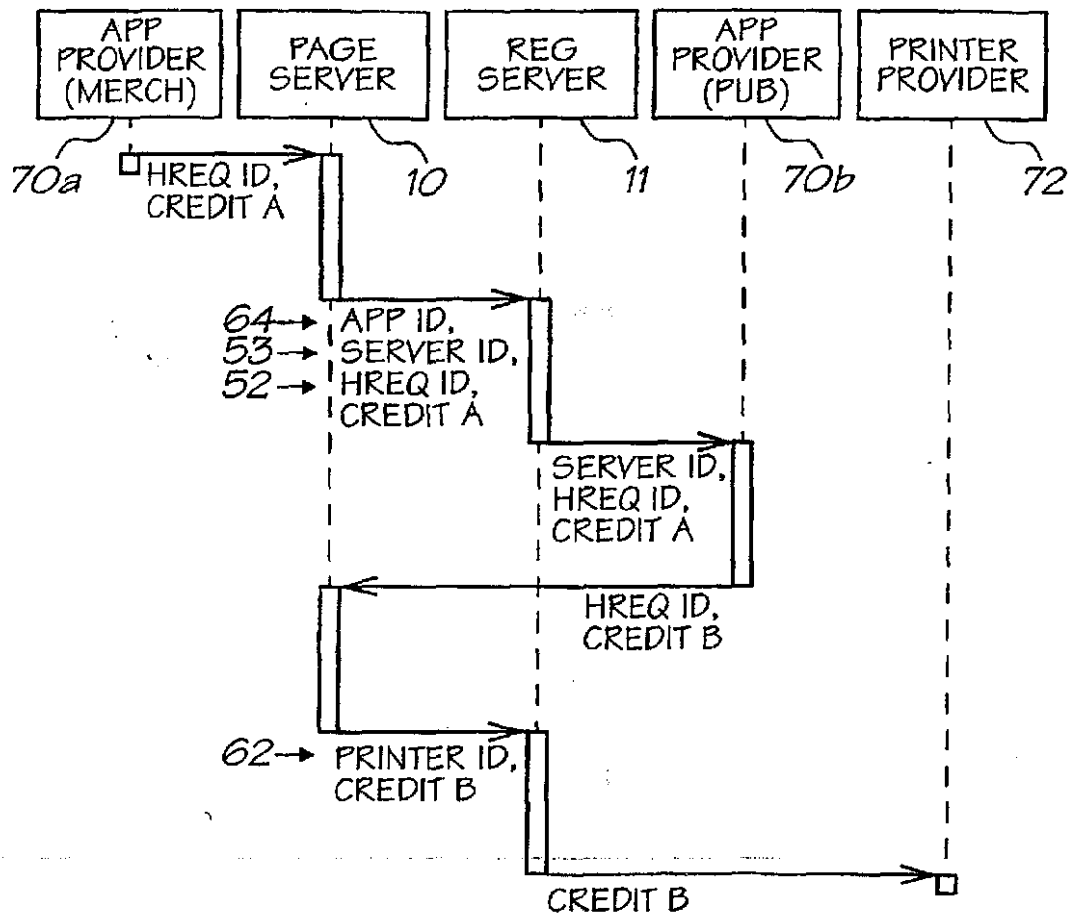 APP
PROVIDER
(MERCH)
PAGE
SERVER
REG
SERVER
APP
PROVIDER
(PUB)
PRINTER
PROVIDER
70a
10
11
70b
72
HREQ ID,
CREDIT A
64
APP ID,
53
SERVER ID,
52
HREQ ID,
CREDIT A
SERVER ID,
HREQ ID,
CREDIT A
HREQ ID,
CREDIT B
62
PRINTER ID,
CREDIT B
CREDIT B